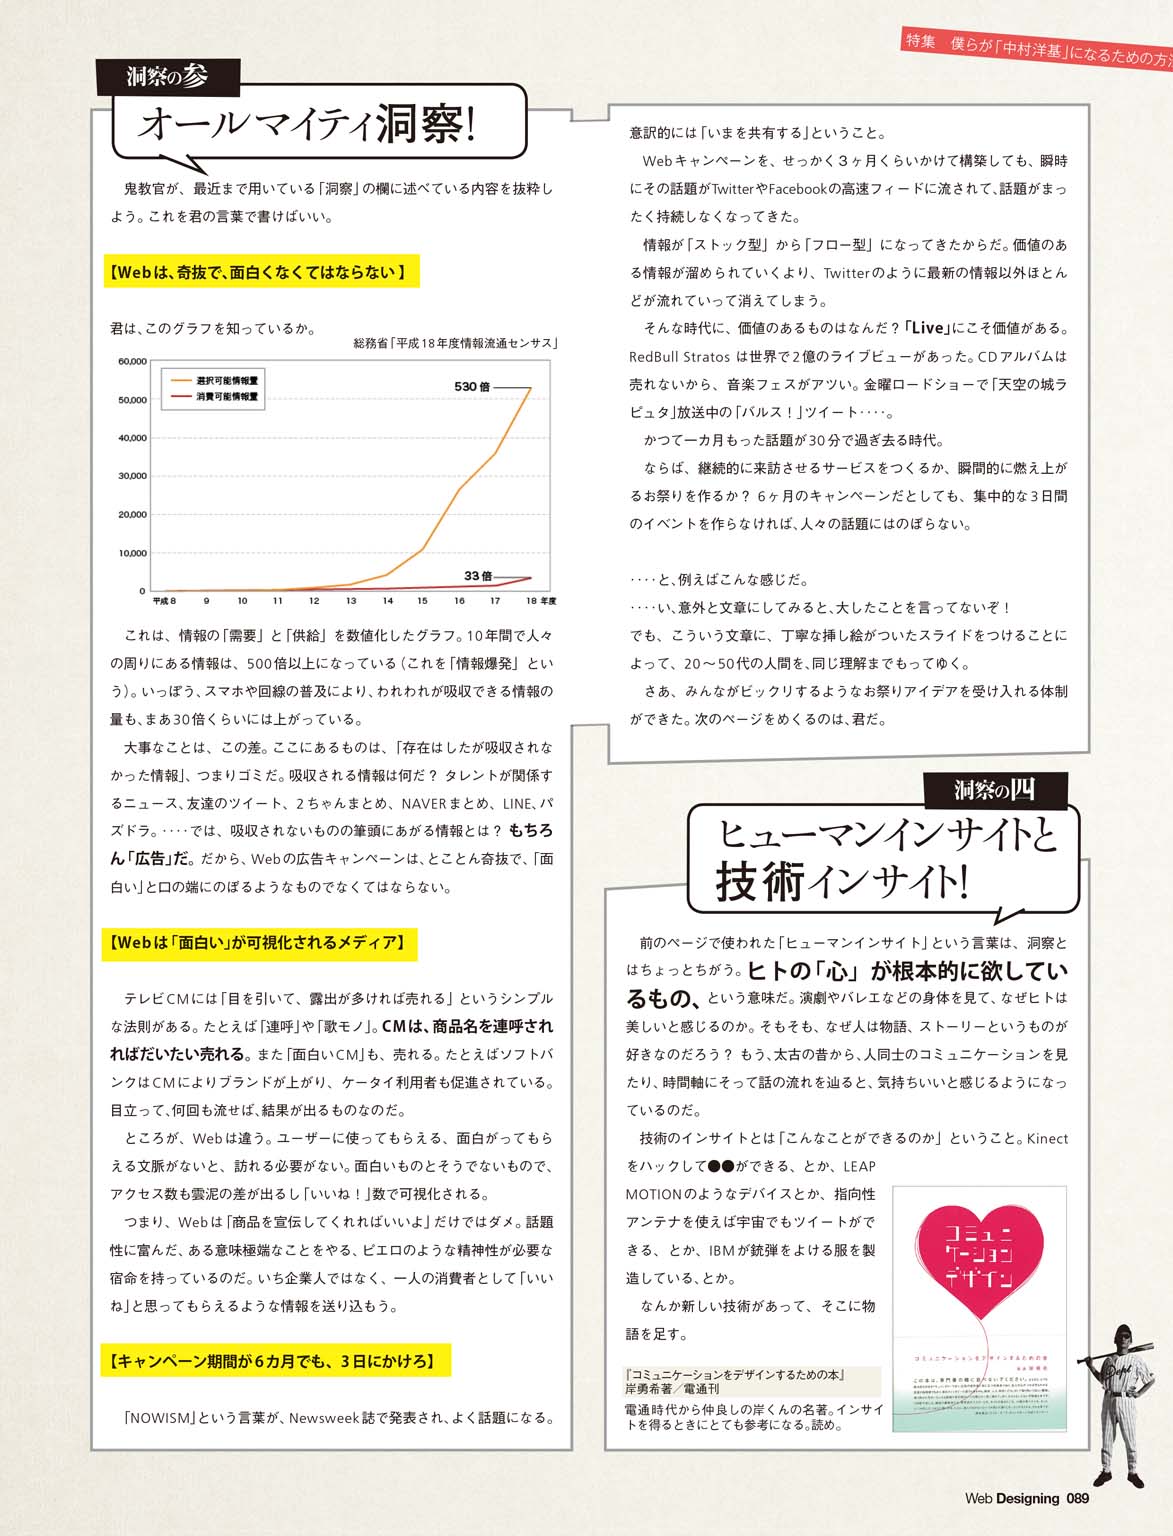 特集　僕らが「中村洋基」になるための方
洞察の参
オールマイティ洞察!
　鬼教官が、最近まで用いている「洞察」の欄に述べている内容を抜粋し
よう。これを君の言葉で書けばいい。
【Webは、奇抜で、面白くなくてはならない】
君は、このグラフを知っているか。
総務省「平成18年度情報流通センサス」
60,000
50,000
40,000
30,000
20,000
10,000
0
選択可能情報量
消費可能情報量
530倍
33倍
平成8 9 10 11 12 13 14 15 16 17 18 年度
　これは、情報の「需要」と「供給」を数値化したグラフ。10年間で人々
の周りにある情報は、500倍以上になっている(これを「情報爆発」とい
う)。いっぽう、スマホや回線の普及により、われわれが吸収できる情報の
量も、まあ30倍くらいには上がっている。
　大事なことは、この差。ここにあるものは、「存在はしたが吸収されな
かった情報」、つまりゴミだ。吸収される情報は何だ? タレントが関係す
るニュース、友達のツイート、2ちゃんまとめ、NAVERまとめ、LINE、パ
ズドラ。‥‥では、吸収されないものの筆頭にあがる情報とは? もちろ
ん「広告」だ。だから、Webの広告キャンペーンは、とことん奇抜で、「面
白い」と口の端にのぼるようなものでなくてはならない。
【Webは「面白い」が可視化されるメディア】
　テレビCMには「目を引いて、露出が多ければ売れる」というシンプル
な法則がある。たとえば「連呼」や「歌モノ」。CMは、商品名を連呼され
ればだいたい売れる。また「面白いCM」も、売れる。たとえばソフトバ
ンクはCMによりブランドが上がり、ケータイ利用者も促進されている。
目立って、何回も流せば、結果が出るものなのだ。
　ところが、Webは違う。ユーザーに使ってもらえる、面白がってもら
える文脈がないと、訪れる必要がない。面白いものとそうでないもので、
アクセス数も雲泥の差が出るし「いいね！」数で可視化される。
　つまり、Webは「商品を宣伝してくれればいいよ」だけではダメ。話題
性に富んだ、ある意味極端なことをやる、ピエロのような精神性が必要な
宿命を持っているのだ。いち企業人ではなく、一人の消費者として「いい
ね」と思ってもらえるような情報を送り込もう。
【キャンペーン期間が6カ月でも、3日にかけろ】
　「NOWISM」という言葉が、Newsweek誌で発表され、よく話題になる。
意訳的には「いまを共有する」ということ。
　Webキャンペーンを、せっかく3ヶ月くらいかけて構築しても、瞬時
にその話題がTwitterやFacebookの高速フィードに流されて、話題がまっ
たく持続しなくなってきた。
　情報が「ストック型」から「フロー型」になってきたからだ。価値のあ
る情報が溜められていくより、Twitterのように最新の情報以外ほとん
どが流れていって消えてしまう。
　そんな時代に、価値のあるものはなんだ?「Live」にこそ価値がある。
RedBull Stratos は世界で2億のライブビューがあった。CDアルバムは
売れないから、音楽フェスがアツい。金曜ロードショーで「天空の城ラ
ピュタ」放送中の「バルス！」ツイート‥‥。
　かつて一カ月もった話題が30分で過ぎ去る時代。
　ならば、継続的に来訪させるサービスをつくるか、瞬間的に燃え上が
るお祭りを作るか? 6ヶ月のキャンペーンだとしても、集中的な3日間
のイベントを作らなければ、人々の話題にはのぼらない。
‥‥と、例えばこんな感じだ。
‥‥い、意外と文章にしてみると、大したことを言ってないぞ！
でも、こういう文章に、丁寧な挿し絵がついたスライドをつけることに
よって、20〜50代の人間を、同じ理解までもってゆく。
　さあ、みんながビックリするようなお祭りアイデアを受け入れる体制
ができた。次のページをめくるのは、君だ。
洞察の四
ヒューマンインサイトと
技術インサイト!
　前のページで使われた「ヒューマンインサイト」という言葉は、洞察と
はちょっとちがう。ヒトの「心」が根本的に欲してい
るもの、という意味だ。演劇やバレエなどの身体を見て、なぜヒトは
美しいと感じるのか。そもそも、なぜ人は物語、ストーリーというものが
好きなのだろう? もう、太古の昔から、人同士のコミュニケーションを見
たり、時間軸にそって話の流れを辿ると、気持ちいいと感じるようになっ
ているのだ。
　技術のインサイトとは「こんなことができるのか」ということ。Kinect
をハックして●●ができる、とか、LEAP
MOTIONのようなデバイスとか、指向性
アンテナを使えば宇宙でもツイートがで
きる、とか、IBMが銃弾をよける服を製
造している、とか。
　なんか新しい技術があって、そこに物
語を足す。
コミュニ
ケーション
デザイン
コミュニケーションをデザインするための本
『コミュニケーションをデザインするための本』
岸勇希著／電通刊
電通時代から仲良しの岸くんの名著。インサイ
トを得るときにとても参考になる。読め。
Dept
Web Designing 089